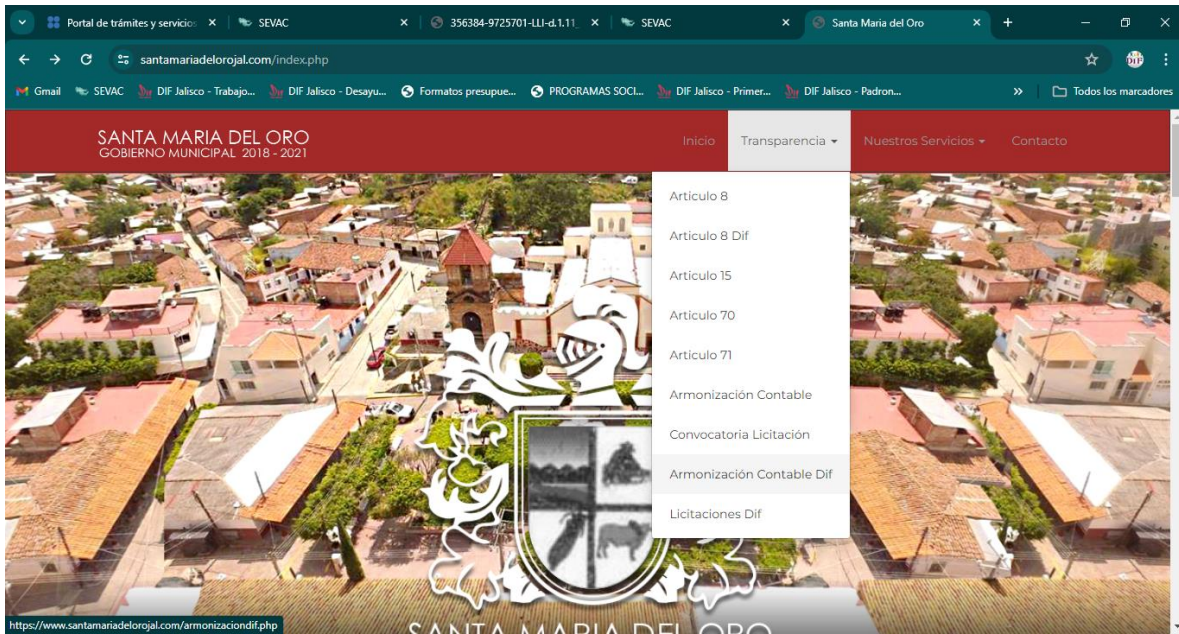 Portal de trámites y servicios
SEVAC
356384-9725701-LLI-d.1.11_
SEVAC
Santa Maria del Oro
santamariadelorojal.com/index.php
Gmail
SEVAC
DIF Jalisco - Trabajo...
DIF Jalisco - Desayu...
Formatos presupue...
PROGRAMAS SOCI...
DIF Jalisco - Primer...
DIF Jalisco - Padron...
»
Todos los marcadores
DIF
SANTA MARIA DEL ORO
GOBIERNO MUNICIPAL 2018 - 2021
Inicio
Transparencia
Nuestros Servicios
Contacto
Articulo 8
Articulo 8 Dif
Articulo 15
Articulo 70
Articulo 71
Armonización Contable
Convocatoria Licitación
Armonización Contable Dif
Licitaciones Dif
SANTA MARIA DEL ORO
https://www.santamariadelorojal.com/armonizaciondif.php